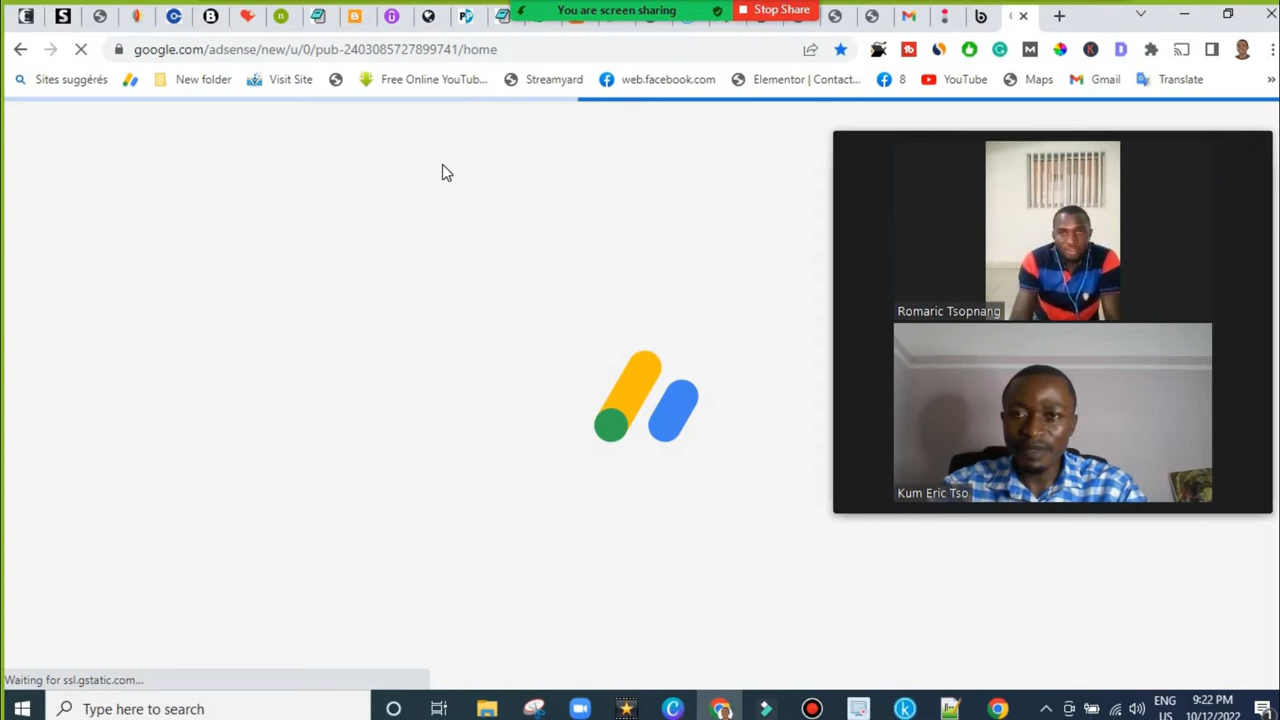 You are screen sharing
Stop Share
google.com/adsense/new/u/0/pub-2403085727899741/home
Sites suggérés
New folder
Visit Site
Free Online YouTub...
Streamyard
web.facebook.com
Elementor | Contact...
8
YouTube
Maps
Gmail
Translate
Romaric Tsopnang
Kum Eric Tso
Waiting for ssl.gstatic.com...
Type here to search
ENG
US
9:22 PM
10/12/2022